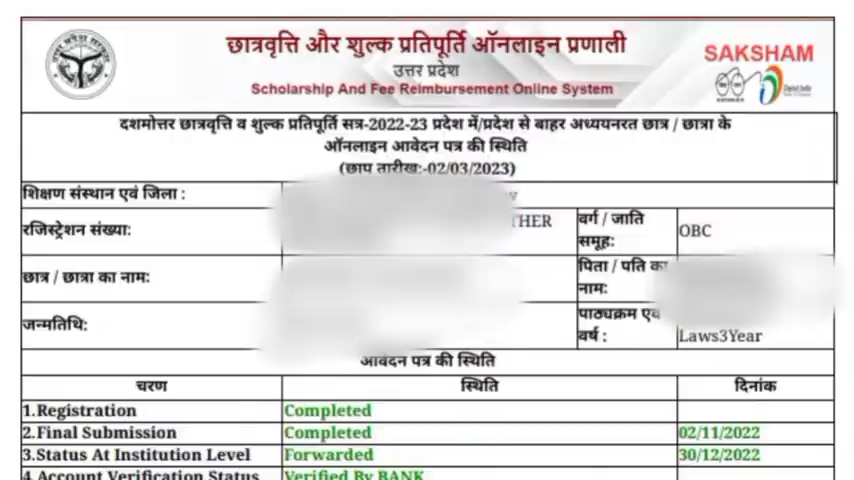 छात्रवृत्ति और शुल्क प्रतिपूर्ति ऑनलाइन प्रणाली
उत्तर प्रदेश
Scholarship And Fee Reimbursement Online System
SAKSHAM
Digital India
दशमोत्तर छात्रवृत्ति व शुल्क प्रतिपूर्ति सत्र-2022-23 प्रदेश में/प्रदेश से बाहर अध्ययनरत छात्र / छात्रा के
ऑनलाइन आवेदन पत्र की स्थिति
(छाप तारीख:-02/03/2023)
शिक्षण संस्थान एवं जिला :
रजिस्ट्रेशन संख्या: THER वर्ग / जाति समूह: OBC
छात्र / छात्रा का नाम: पिता / पति का नाम:
जन्मतिथि: पाठ्यक्रम एवं वर्ष : Laws3Year
आवेदन पत्र की स्थिति
चरण स्थिति दिनांक
1.Registration Completed
2.Final Submission Completed 02/11/2022
3.Status At Institution Level Forwarded 30/12/2022
4.Account Verification Status Verified By BANK